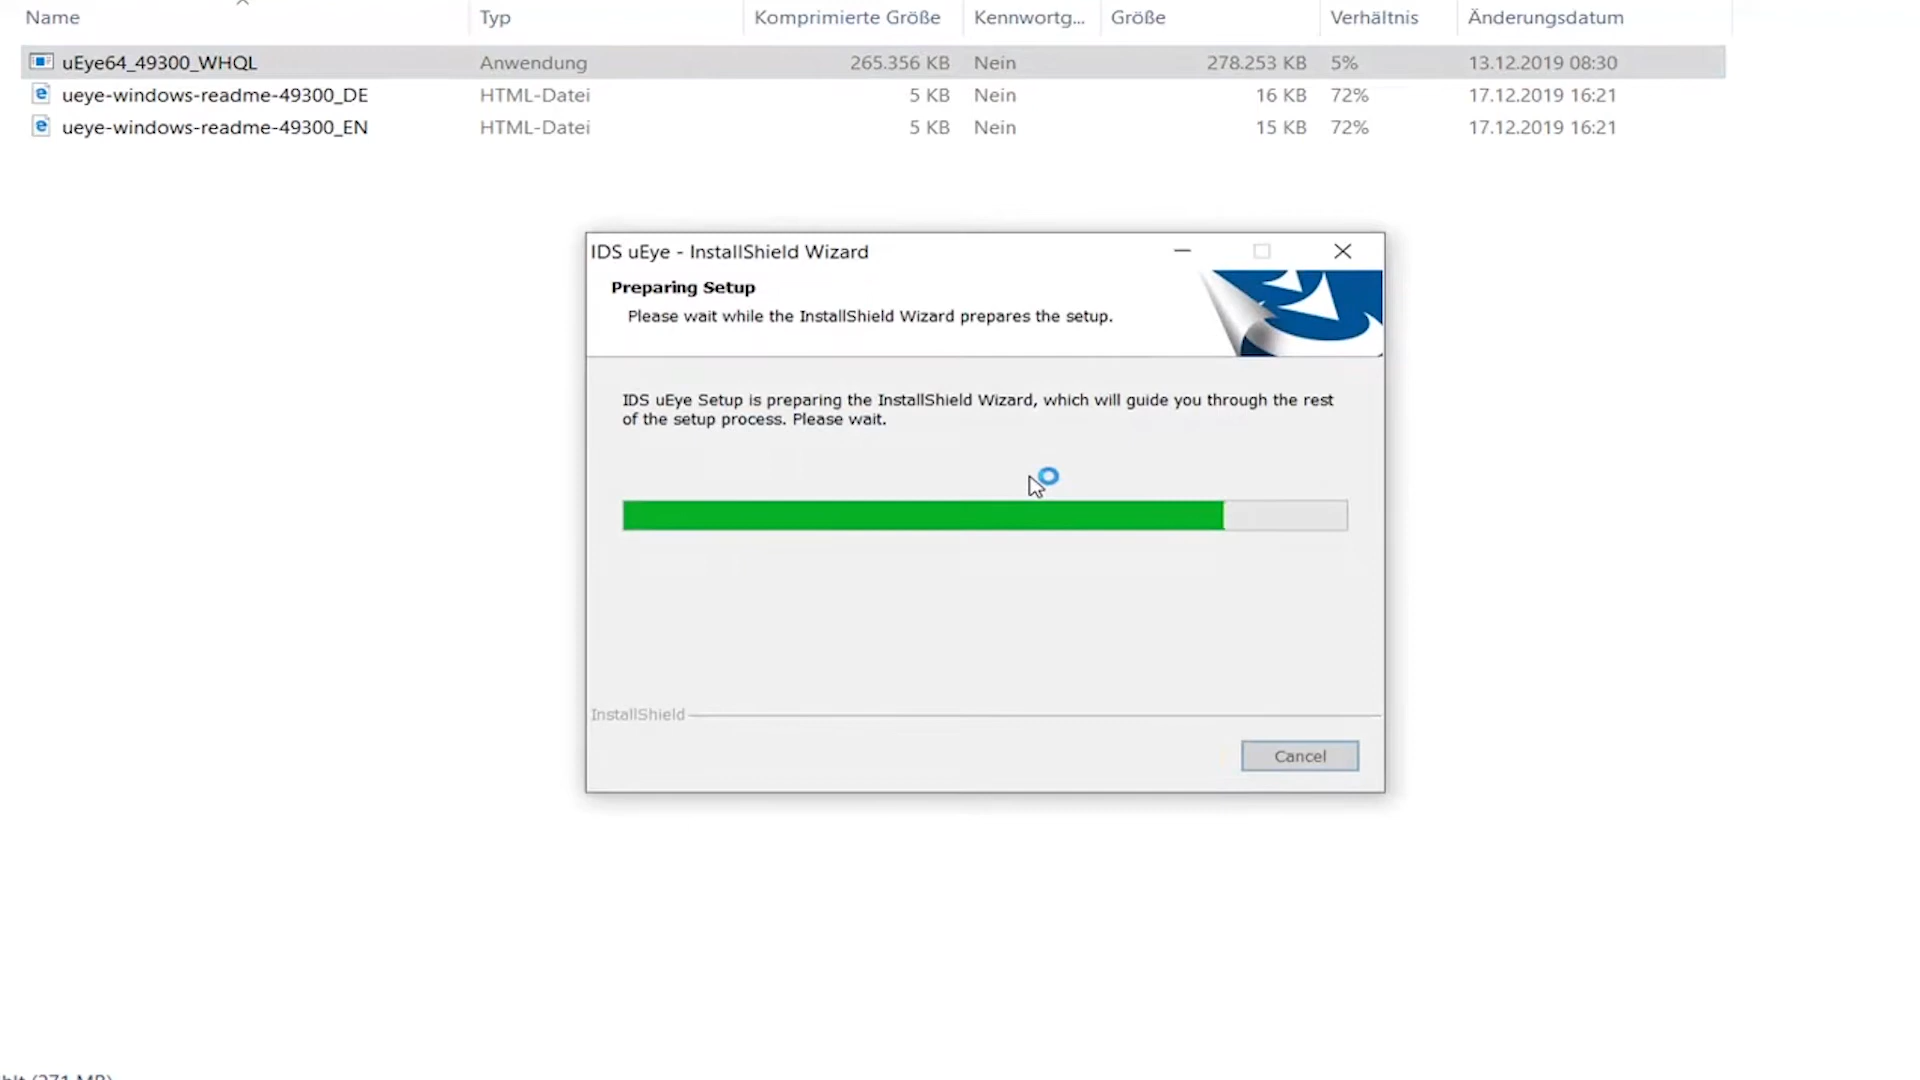 Name Typ Komprimierte Größe Kennwortg... Größe Verhältnis Änderungsdatum
uEye64_49300_WHQL Anwendung 265.356 KB Nein 278.253 KB 5% 13.12.2019 08:30
ueye-windows-readme-49300_DE HTML-Datei 5 KB Nein 16 KB 72% 17.12.2019 16:21
ueye-windows-readme-49300_EN HTML-Datei 5 KB Nein 15 KB 72% 17.12.2019 16:21
IDS uEye - InstallShield Wizard
Preparing Setup
Please wait while the InstallShield Wizard prepares the setup.
IDS uEye Setup is preparing the InstallShield Wizard, which will guide you through the rest
of the setup process. Please wait.
InstallShield
Cancel
(271 MB)